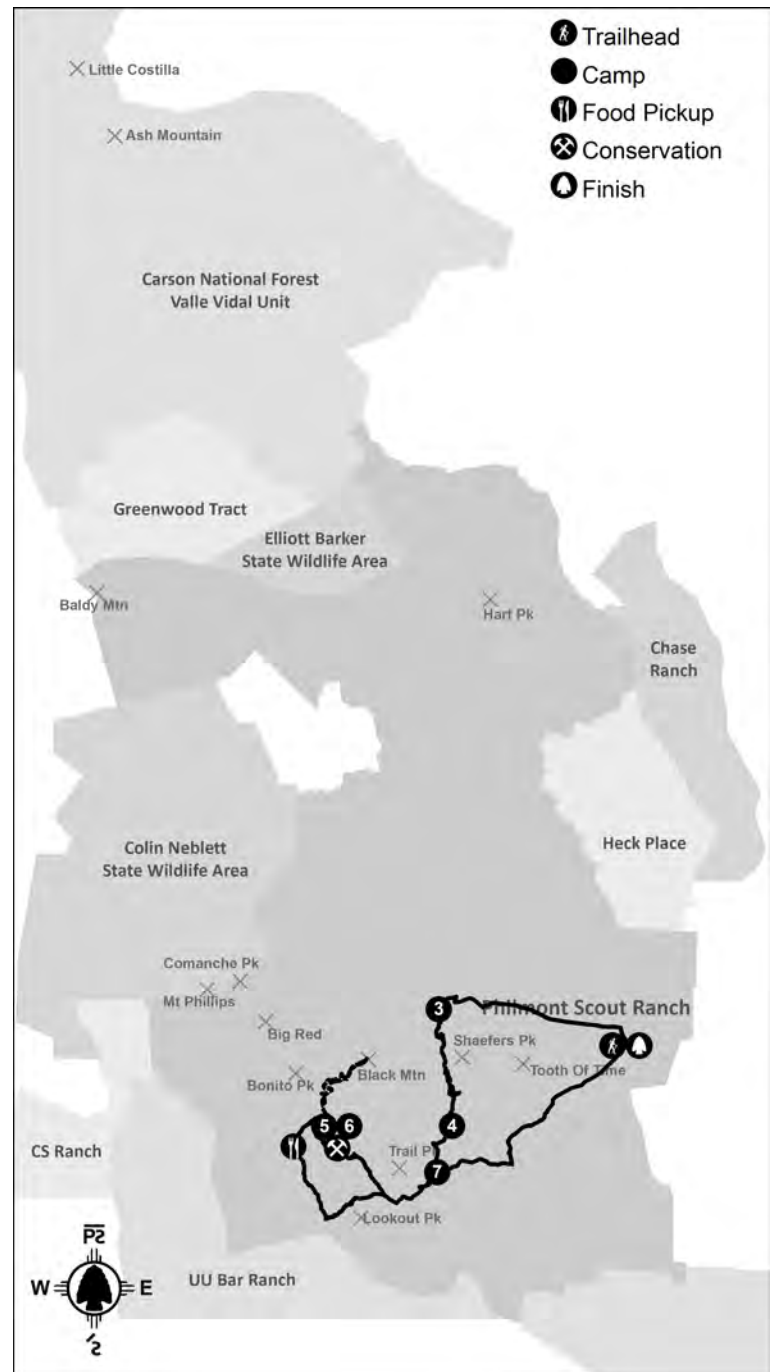 Trailhead
Camp
Food Pickup
Conservation
Finish
Little Costilla
Ash Mountain
Carson National Forest
Valle Vidal Unit
Greenwood Tract
Elliott Barker
State Wildlife Area
Baldy Mtn
Hart Pk
Chase
Ranch
Colin Neblett
State Wildlife Area
Heck Place
Comanche Pk
Mt Phillips
3
Philmont Scout Ranch
Big Red
Shaefers Pk
Black Mtn
Tooth Of Time
Bonito Pk
5
6
4
CS Ranch
Trail P
7
Lookout Pk
UU Bar Ranch
W
E